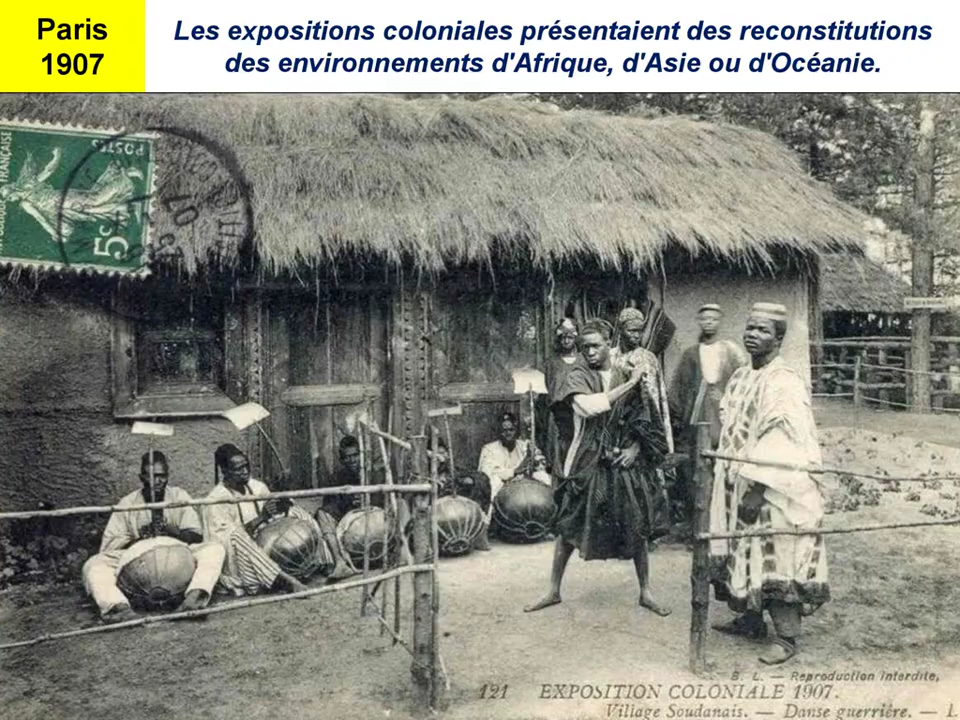 Paris
1907
Les expositions coloniales présentaient des reconstitutions
des environnements d'Afrique, d'Asie ou d'Océanie.
POSTES
FRANÇAISE
5c
B. L. — Reproduction interdite,
121 EXPOSITION COLONIALE 1907.
Village Soudanais. — Danse guerrière. — L